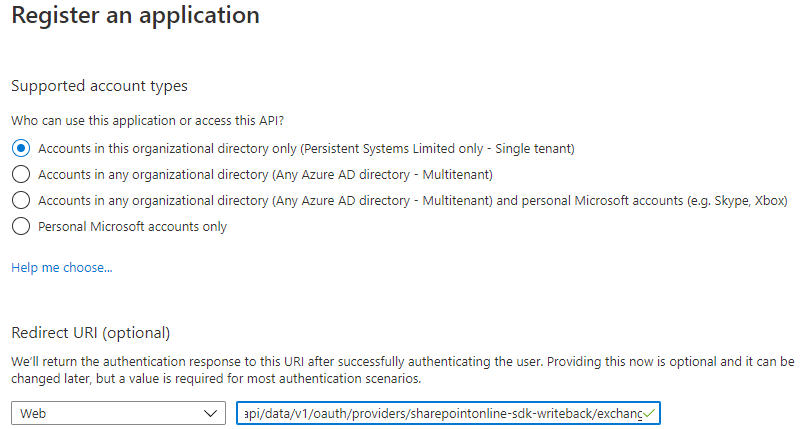 Register an application
Supported account types
Who can use this application or access this API?
Accounts in this organizational directory only (Persistent Systems Limited only - Single tenant)
Accounts in any organizational directory (Any Azure AD directory - Multitenant)
Accounts in any organizational directory (Any Azure AD directory - Multitenant) and personal Microsoft accounts (e.g. Skype, Xbox)
Personal Microsoft accounts only
Help me choose...
Redirect URI (optional)
We'll return the authentication response to this URI after successfully authenticating the user. Providing this now is optional and it can be
changed later, but a value is required for most authentication scenarios.
Web
api/data/v1/oauth/providers/sharepointonline-sdk-writeback/exchang